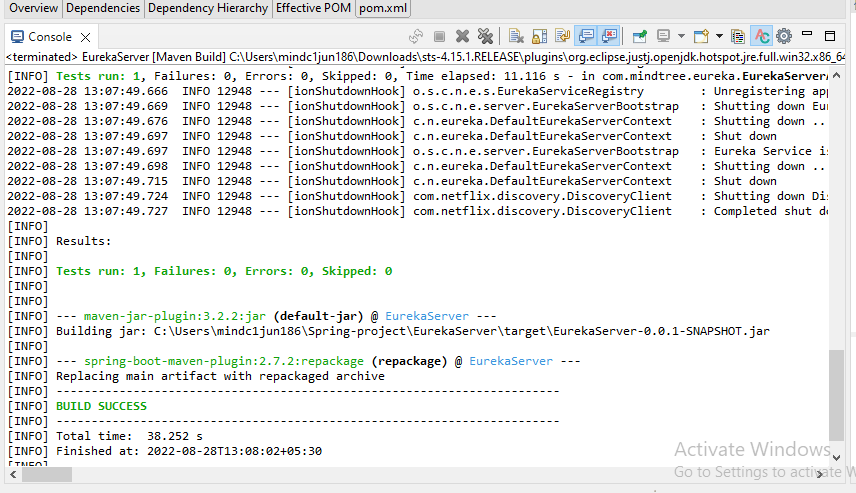 Overview Dependencies Dependency Hierarchy Effective POM pom.xml
Console
<terminated> EurekaServer [Maven Build] C:\Users\mindc1jun186\Downloads\sts-4.15.1.RELEASE\plugins\org.eclipse.justj.openjdk.hotspot.jre.full.win32.x86_64
[INFO] Tests run: 1, Failures: 0, Errors: 0, Skipped: 0, Time elapsed: 11.116 s - in com.mindtree.eureka.EurekaServerA
2022-08-28 13:07:49.666  INFO 12948 --- [ionShutdownHook] o.s.c.n.e.s.EurekaServiceRegistry        : Unregistering app
2022-08-28 13:07:49.669  INFO 12948 --- [ionShutdownHook] o.s.c.n.e.server.EurekaServerBootstrap   : Shutting down Eur
2022-08-28 13:07:49.676  INFO 12948 --- [ionShutdownHook] c.n.eureka.DefaultEurekaServerContext    : Shutting down ..
2022-08-28 13:07:49.697  INFO 12948 --- [ionShutdownHook] c.n.eureka.DefaultEurekaServerContext    : Shut down
2022-08-28 13:07:49.697  INFO 12948 --- [ionShutdownHook] o.s.c.n.e.server.EurekaServerBootstrap   : Eureka Service is
2022-08-28 13:07:49.698  INFO 12948 --- [ionShutdownHook] c.n.eureka.DefaultEurekaServerContext    : Shutting down ..
2022-08-28 13:07:49.715  INFO 12948 --- [ionShutdownHook] c.n.eureka.DefaultEurekaServerContext    : Shut down
2022-08-28 13:07:49.724  INFO 12948 --- [ionShutdownHook] com.netflix.discovery.DiscoveryClient    : Shutting down Dis
2022-08-28 13:07:49.727  INFO 12948 --- [ionShutdownHook] com.netflix.discovery.DiscoveryClient    : Completed shut do
[INFO]
[INFO] Results:
[INFO]
[INFO] Tests run: 1, Failures: 0, Errors: 0, Skipped: 0
[INFO]
[INFO]
[INFO] --- maven-jar-plugin:3.2.2:jar (default-jar) @ EurekaServer ---
[INFO] Building jar: C:\Users\mindc1jun186\Spring-project\EurekaServer\target\EurekaServer-0.0.1-SNAPSHOT.jar
[INFO]
[INFO] --- spring-boot-maven-plugin:2.7.2:repackage (repackage) @ EurekaServer ---
[INFO] Replacing main artifact with repackaged archive
[INFO] ------------------------------------------------------------------------
[INFO] BUILD SUCCESS
[INFO] ------------------------------------------------------------------------
[INFO] Total time:  38.252 s
[INFO] Finished at: 2022-08-28T13:08:02+05:30
[INFO]
Activate Windows
Go to Settings to activate W